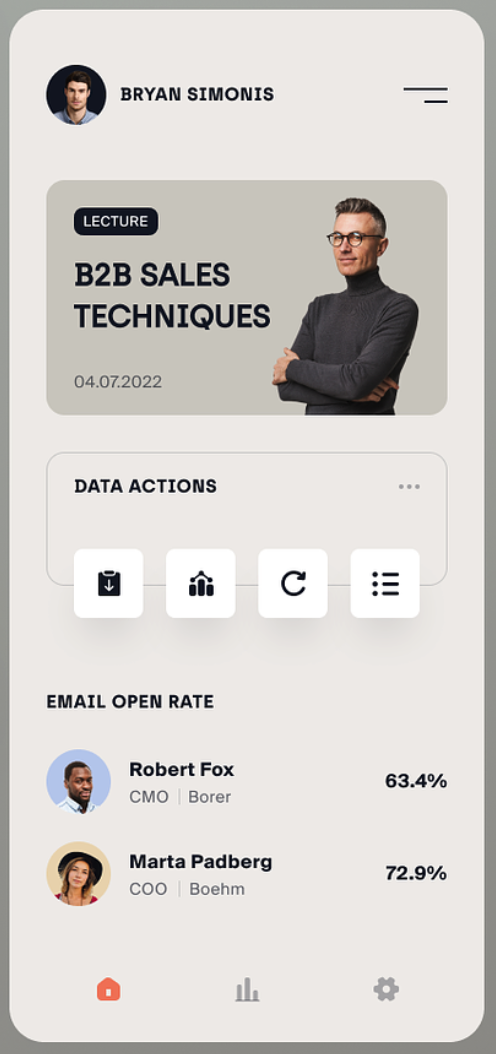 BRYAN SIMONIS
LECTURE
B2B SALES
TECHNIQUES
04.07.2022
DATA ACTIONS
EMAIL OPEN RATE
Robert Fox
CMO | Borer
63.4%
Marta Padberg
COO | Boehm
72.9%